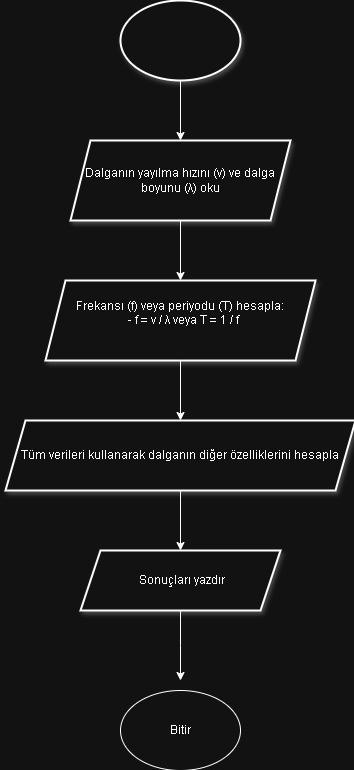 Dalganın yayılma hızını (v) ve dalga
boyunu (λ) oku
Frekansı (f) veya periyodu (T) hesapla:
- f = v / λ veya T = 1 / f
Tüm verileri kullanarak dalganın diğer özelliklerini hesapla
Sonuçları yazdır
Bitir